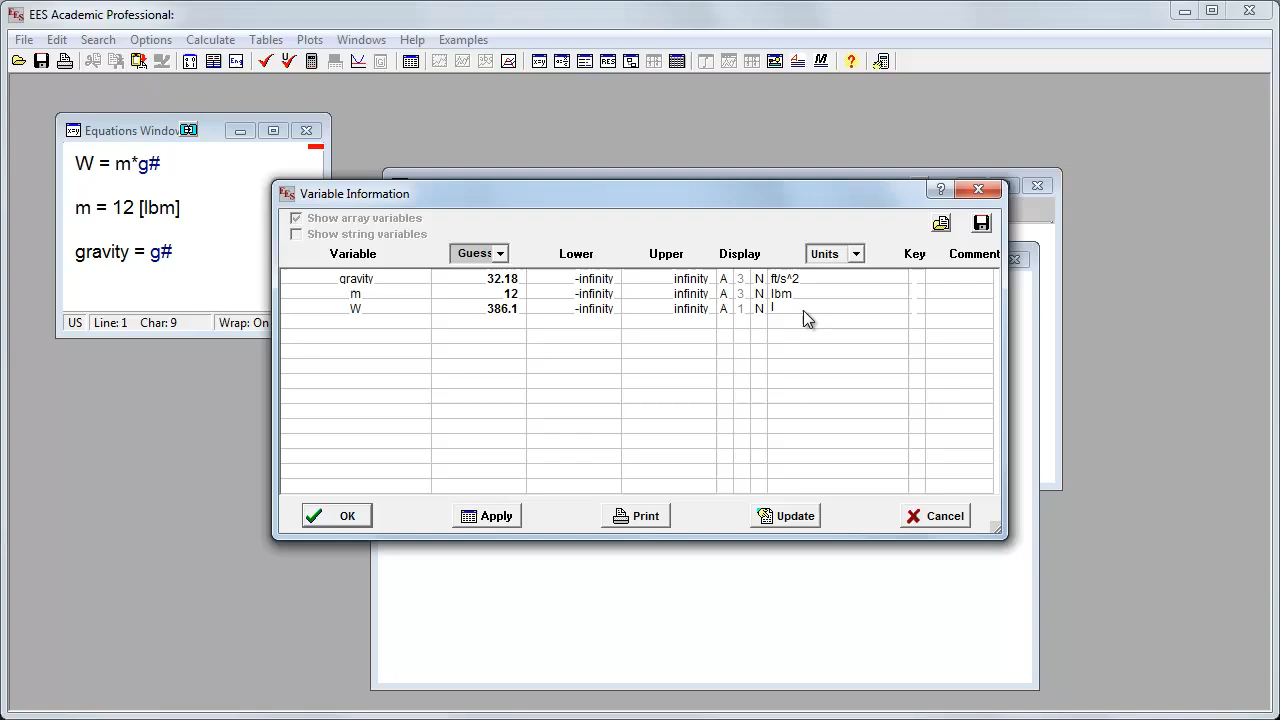 EES Academic Professional:
File Edit Search Options Calculate Tables Plots Windows Help Examples
Equations Window
W = m*g#
m = 12 [lbm]
gravity = g#
US Line: 1 Char: 9 Wrap: On
Variable Information
Show array variables
Show string variables
Variable Guess Lower Upper Display Units Key Comment
gravity 32.18 -infinity infinity A 3 N ft/s^2
m 12 -infinity infinity A 3 N lbm
W 386.1 -infinity infinity A 1 N l
OK Apply Print Update Cancel